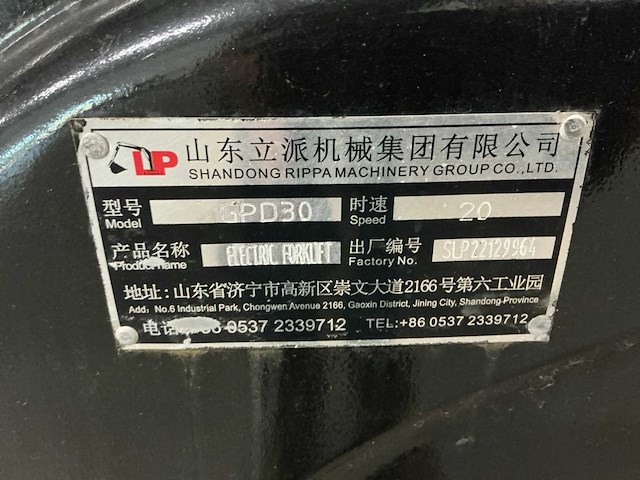 LP 山东立派机械集团有限公司
SHANDONG RIPPA MACHINERY GROUP CO.,LTD.
型号 GPD30 时速 20
Model Speed
产品名称 ELECTRIC FORKLIFT 出厂编号 SLP22129964
Product name Factory No.
地址: 山东省济宁市高新区崇文大道2166号第六工业园
Add: No.6 Industrial Park, Chongwen Avenue 2166, Gaoxin District, Jining City, Shandong Province
电话: +86 0537 2339712 TEL:+86 0537 2339712